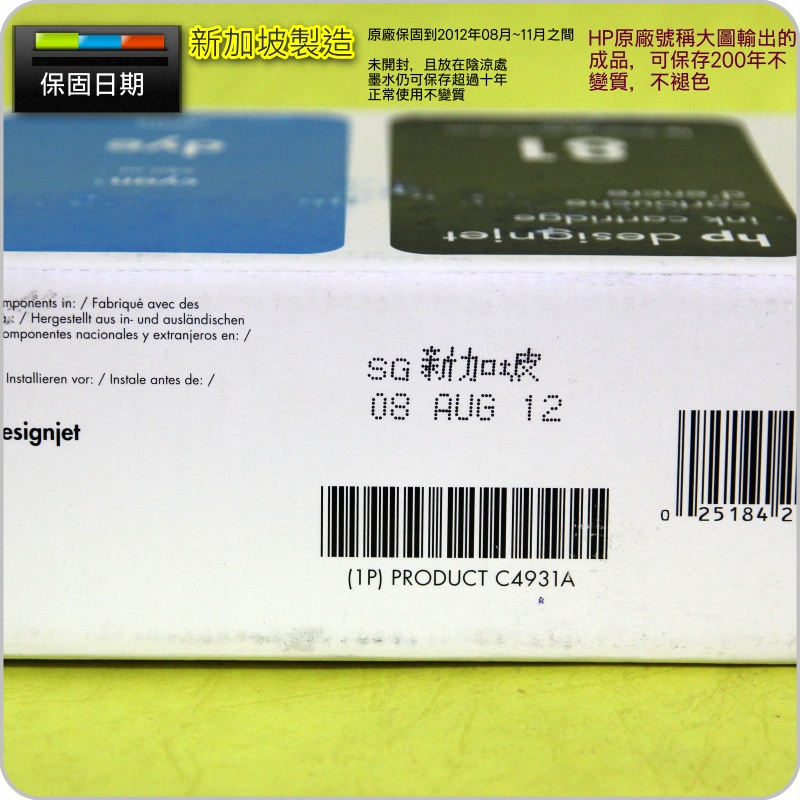 保固日期
新加坡製造
原廠保固到2012年08月~11月之間
未開封，且放在陰涼處
墨水仍可保存超過十年
正常使用不變質
HP原廠號稱大圖輸出的
成品，可保存200年不
變質，不褪色
dye
cyan
81
d'encre
cartouche
ink cartridge
hp designjet
mponents in: / Fabriqué avec des
: / Hergestellt aus in- und ausländischen
omponentes nacionales y extranjeros en: /
Installieren vor: / Instale antes de: /
esignjet
SG 新加坡
08 AUG 12
(1P) PRODUCT C4931A
0 25184 2